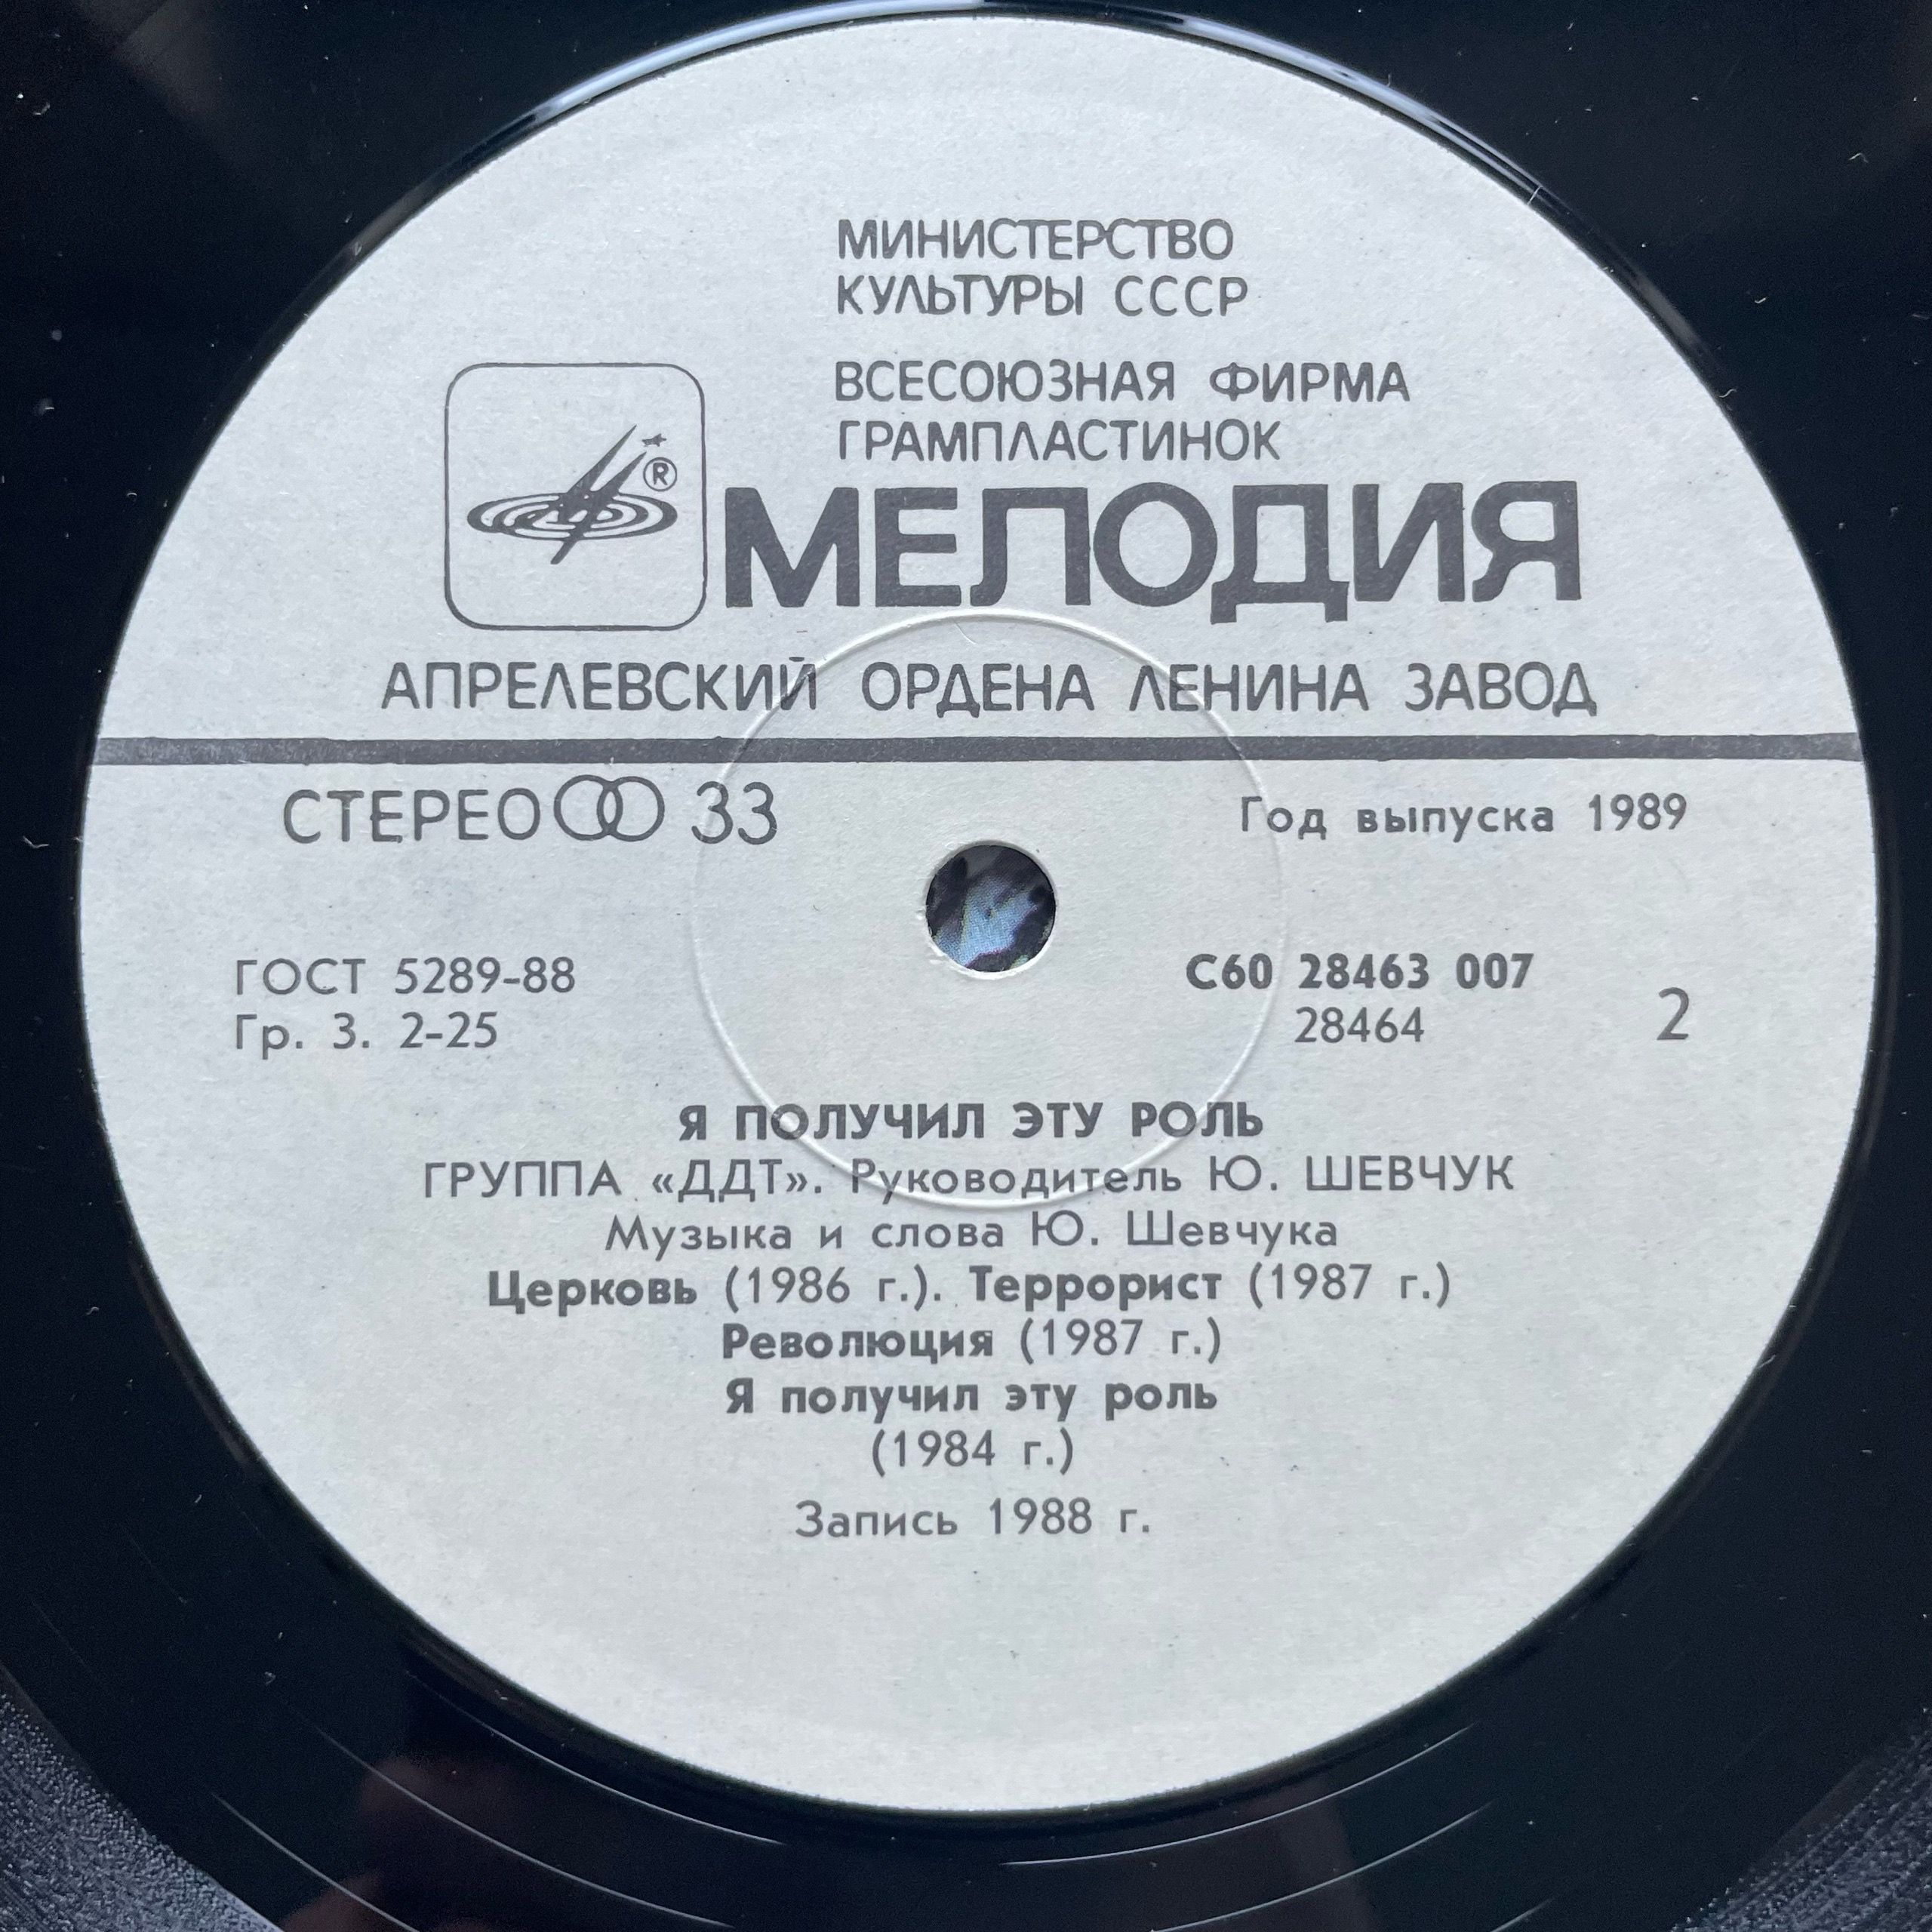 МИНИСТЕРСТВО
КУЛЬТУРЫ СССР
ВСЕСОЮЗНАЯ ФИРМА
ГРАМПЛАСТИНОК
®
МЕЛОДИЯ
АПРЕЛЕВСКИЙ ОРДЕНА ЛЕНИНА ЗАВОД
СТЕРЕО 33
Год выпуска 1989
ГОСТ 5289-88
Гр. 3. 2-25
С60 28463 007
28464
2
Я ПОЛУЧИЛ ЭТУ РОЛЬ
ГРУППА «ДДТ». Руководитель Ю. ШЕВЧУК
Музыка и слова Ю. Шевчука
Церковь (1986 г.). Террорист (1987 г.)
Революция (1987 г.)
Я получил эту роль
(1984 г.)
Запись 1988 г.